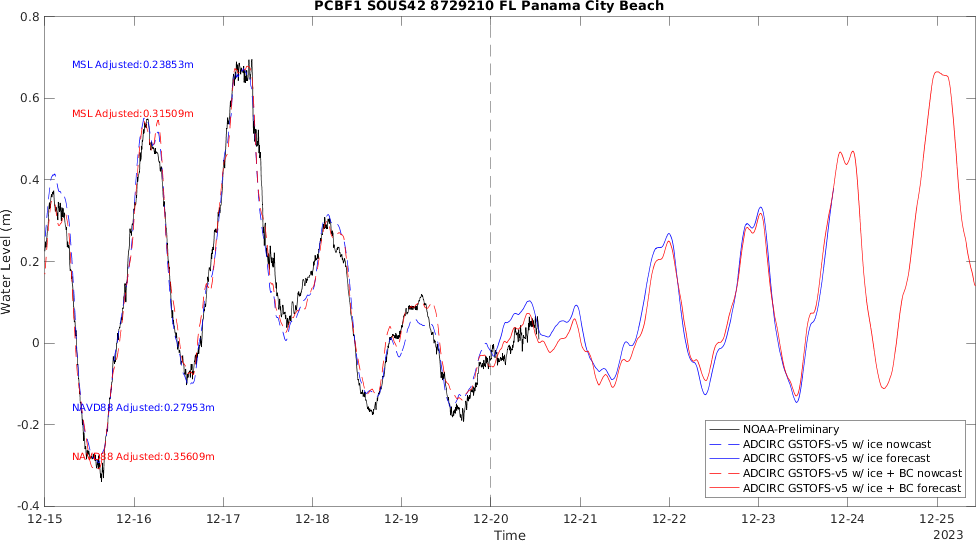 PCBF1 SOUS42 8729210 FL Panama City Beach
0.8
0.6
0.4
0.2
0
-0.2
-0.4
Water Level (m)
MSL Adjusted:0.23853m
MSL Adjusted:0.31509m
NAVD88 Adjusted:0.27953m
NAVD88 Adjusted:0.35609m
NOAA-Preliminary
ADCIRC GSTOFS-v5 w/ ice nowcast
ADCIRC GSTOFS-v5 w/ ice forecast
ADCIRC GSTOFS-v5 w/ ice + BC nowcast
ADCIRC GSTOFS-v5 w/ ice + BC forecast
12-15 12-16 12-17 12-18 12-19 12-20 12-21 12-22 12-23 12-24 12-25
Time
2023